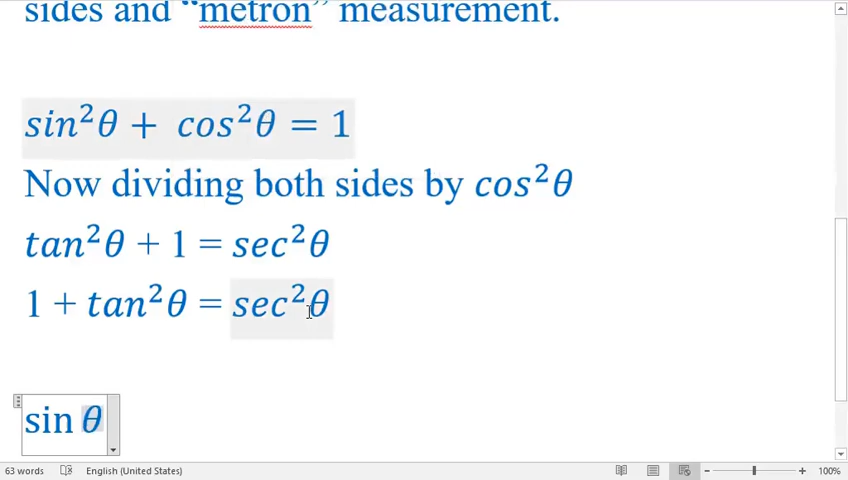 sides and “metron” measurement.
sin²θ + cos²θ = 1
Now dividing both sides by cos²θ
tan²θ + 1 = sec²θ
1 + tan²θ = sec²θ
sin θ
63 words English (United States) 100%